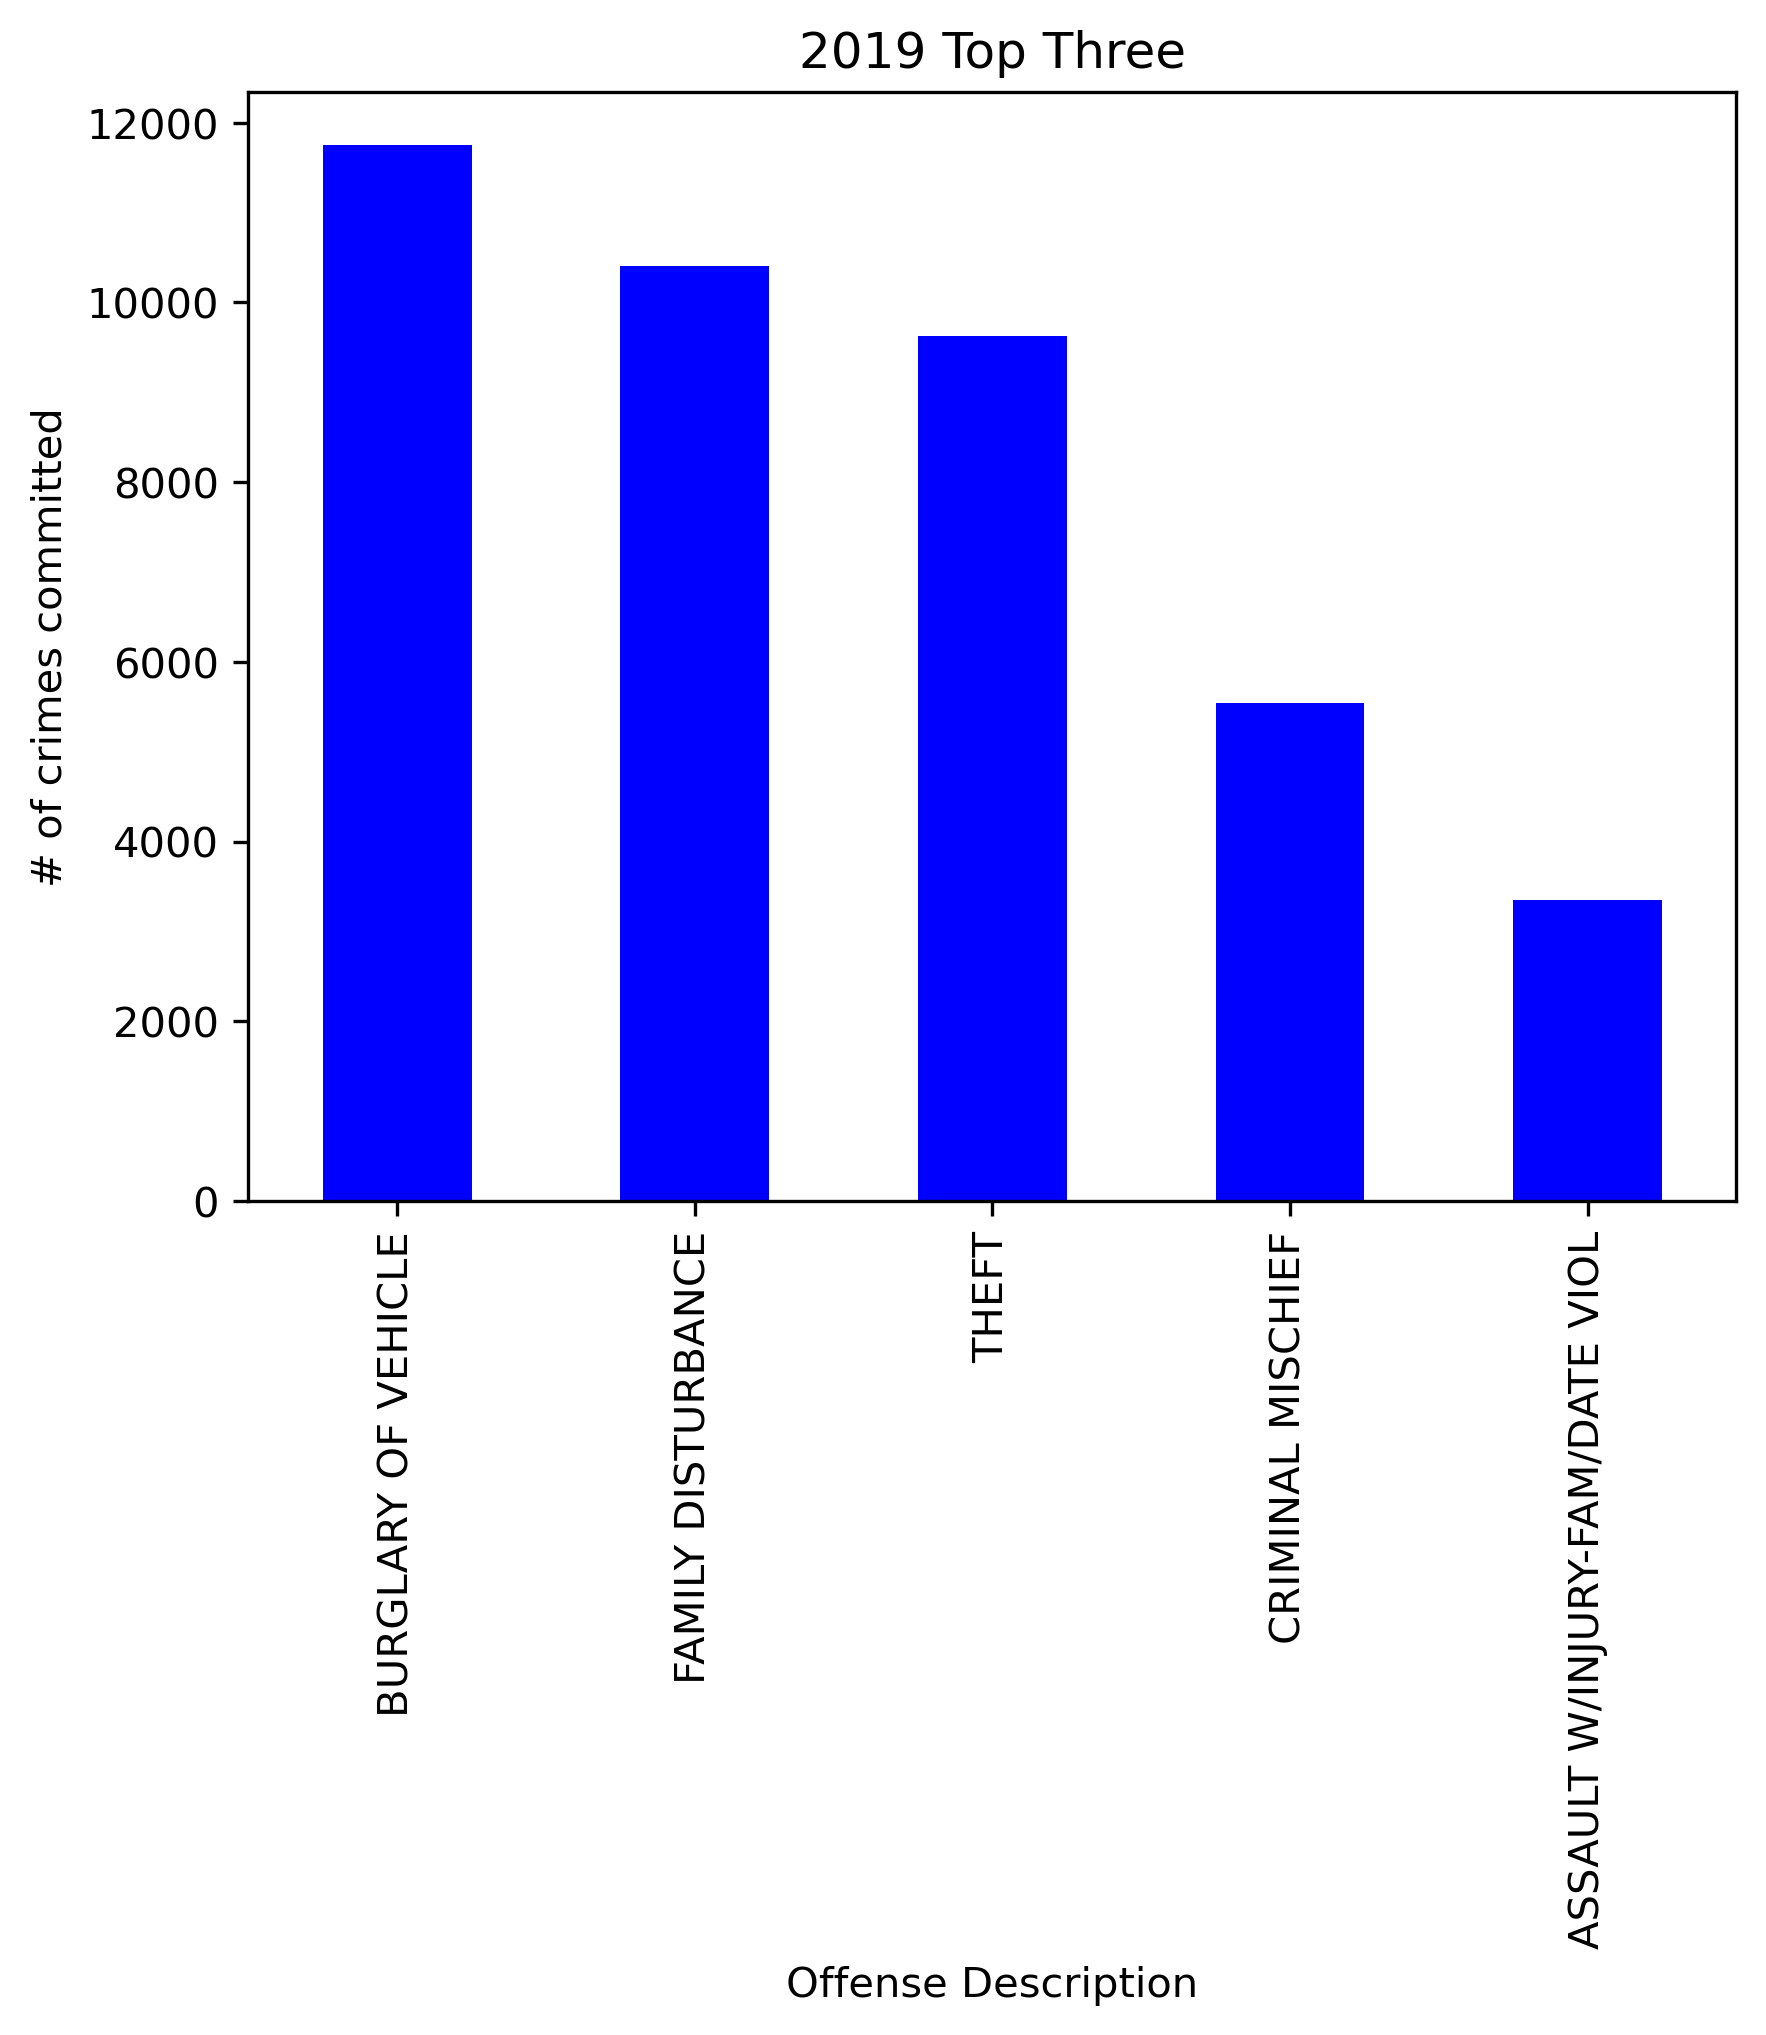 2019 Top Three
# of crimes committed
12000
10000
8000
6000
4000
2000
0
BURGLARY OF VEHICLE
FAMILY DISTURBANCE
THEFT
CRIMINAL MISCHIEF
ASSAULT W/INJURY-FAM/DATE VIOL
Offense Description